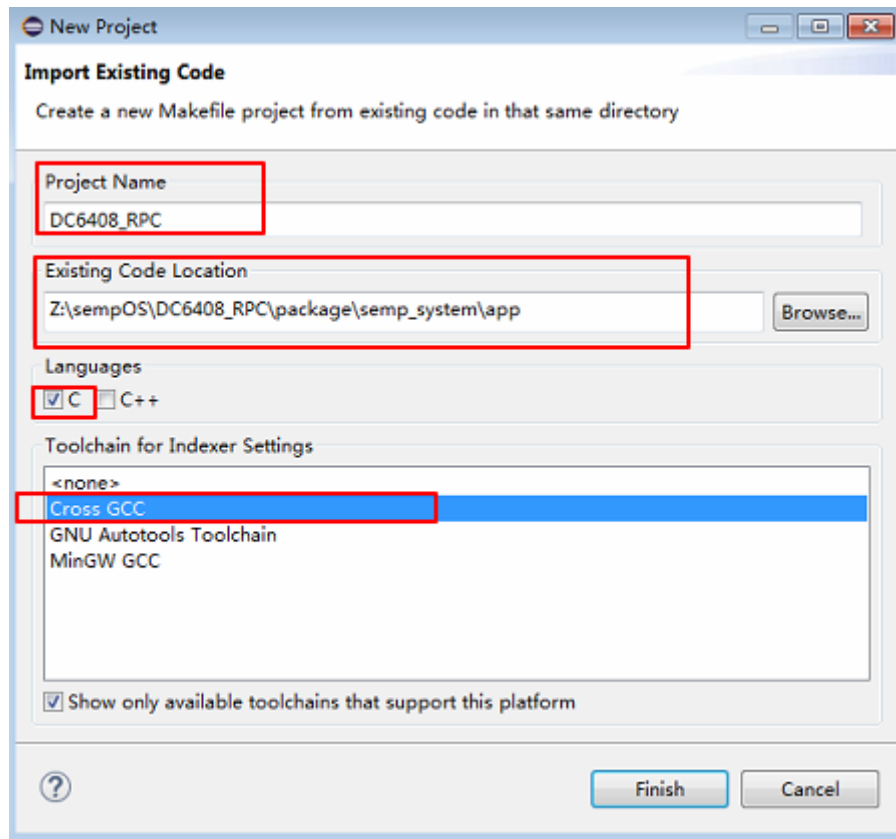 New Project
Import Existing Code
Create a new Makefile project from existing code in that same directory
Project Name
DC6408_RPC
Existing Code Location
Z:\sempOS\DC6408_RPC\package\semp_system\app
Browse...
Languages
C C++
Toolchain for Indexer Settings
<none>
Cross GCC
GNU Autotools Toolchain
MinGW GCC
Show only available toolchains that support this platform
? Finish Cancel